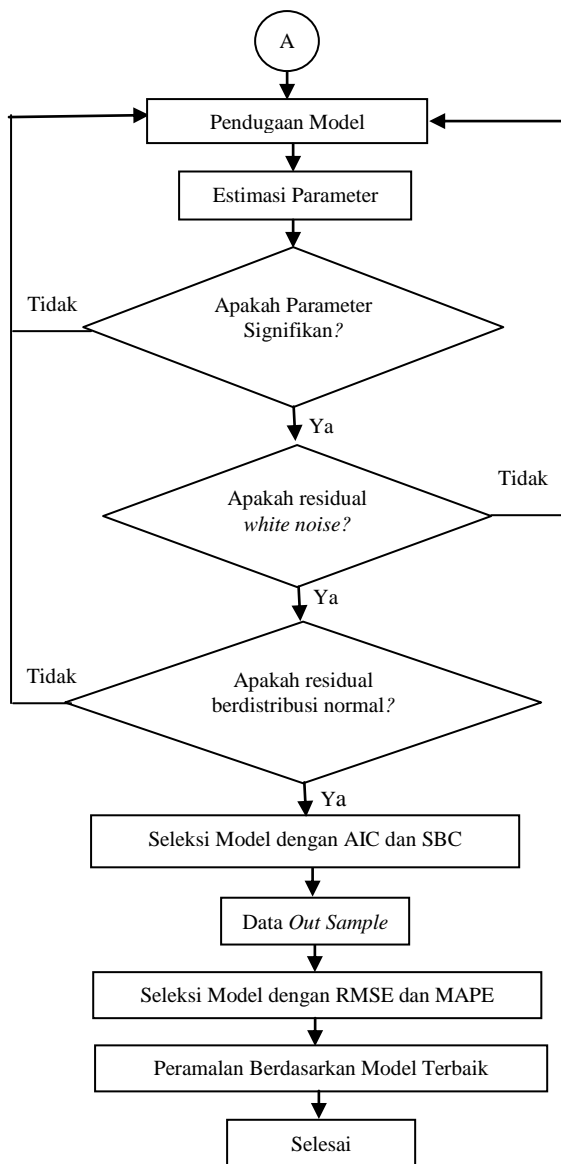 A
Pendugaan Model
Estimasi Parameter
Tidak
Apakah Parameter
Signifikan?
Ya
Tidak
Apakah residual
white noise?
Ya
Tidak
Apakah residual
berdistribusi normal?
Ya
Seleksi Model dengan AIC dan SBC
Data Out Sample
Seleksi Model dengan RMSE dan MAPE
Peramalan Berdasarkan Model Terbaik
Selesai